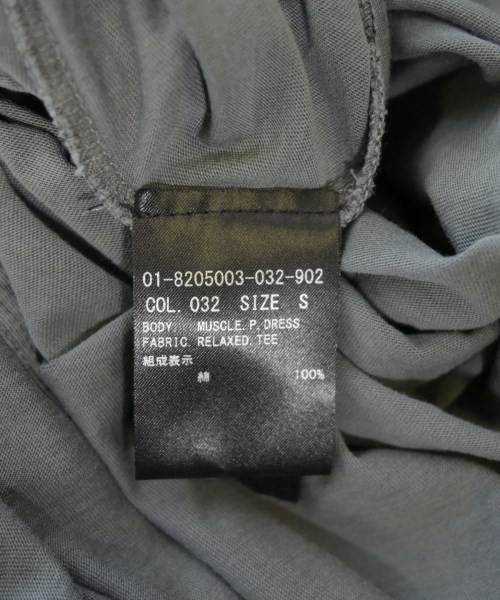 01-8205003-032-902
COL. 032 SIZE S
BODY. MUSCLE. P. DRESS
FABRIC. RELAXED. TEE
組成表示
綿 100%